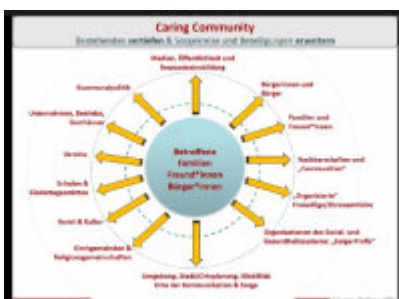 Caring Community
Bestehendes vertiefen & Sorgekreise und Beteiligungen erweitern
Medien, Öffentlichkeit und
Bewusstseinsbildung
Kommunalpolitik
Bürgerinnen und
Bürger
Unternehmen, Betriebe,
Gasthäuser
Familien und
Freund*innen
Vereine
Betroffene
Familien
Freund*innen
Bürger*innen
Nachbarschaften und
„Communities“
Schulen &
Kindertagesstätten
„Organisierte“
Freiwillige/Ehrenamtliche
Kunst & Kultur
Organisationen des Sozial- und
Gesundheitssystems: „Sorge-Profis“
Kirchgemeinden &
Religionsgemeinschaften
Umgebung, Stadt/Ortsplanung, Mobilität
Orte der Kommunikation & Sorge